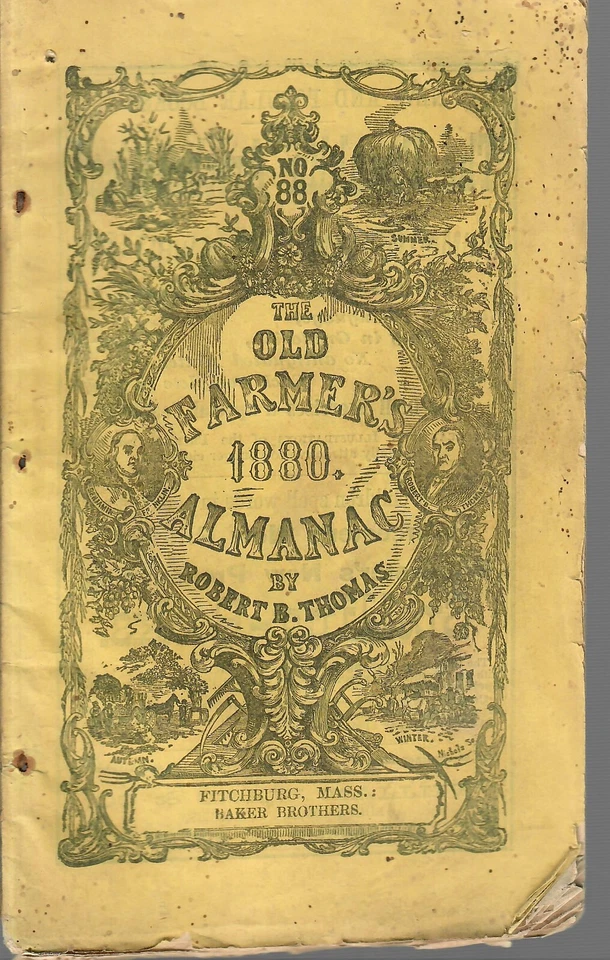 NO
88
SUMMER.
THE
OLD
FARMER'S
1880.
ALMANAC
BY
ROBERT B. THOMAS
AUTUMN.
WINTER.
FITCHBURG, MASS.:
BAKER BROTHERS.